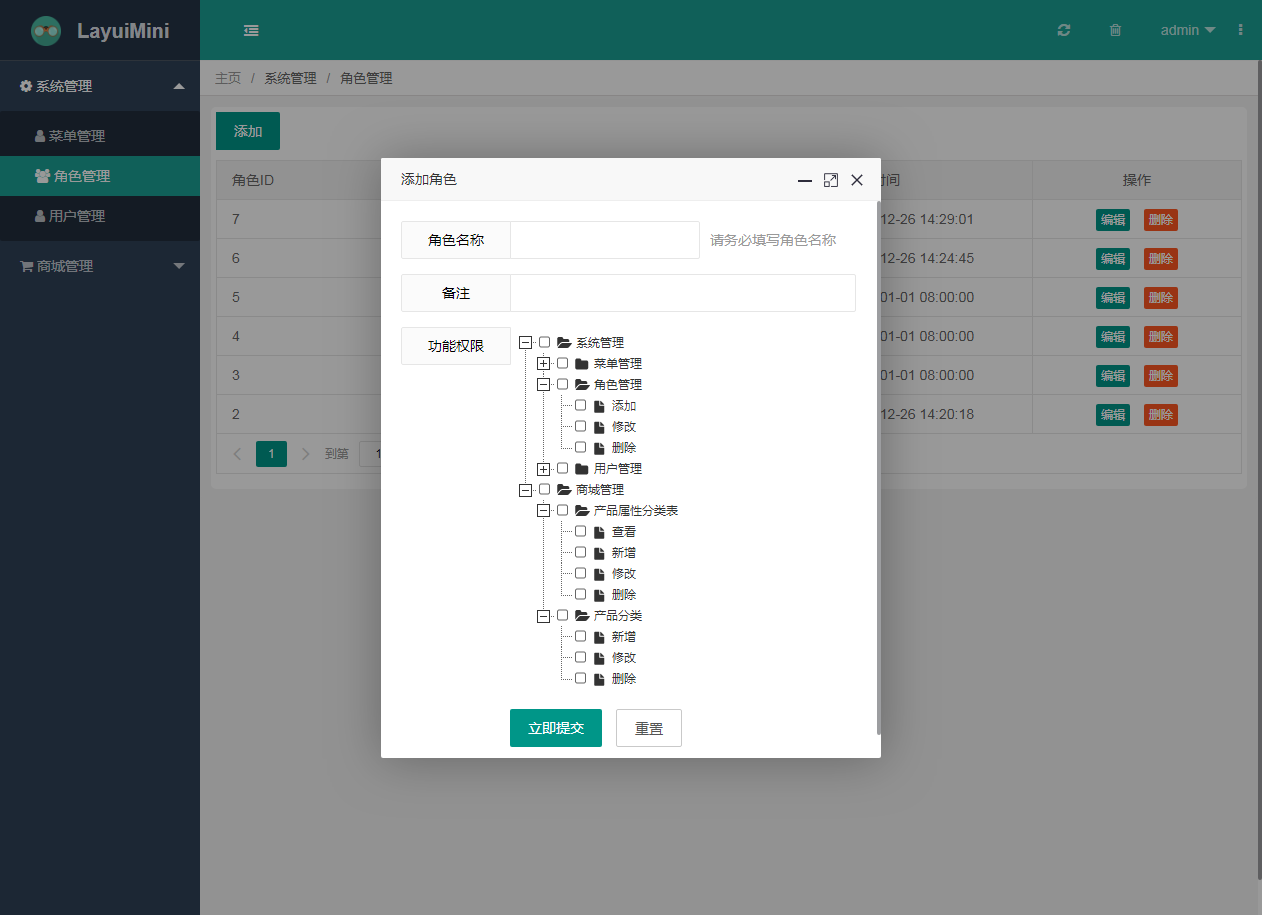 LayuiMini
admin
系统管理
菜单管理
角色管理
用户管理
商城管理
主页 / 系统管理 / 角色管理
添加
角色ID 时间 操作
7 12-26 14:29:01 编辑 删除
6 12-26 14:24:45 编辑 删除
5 01-01 08:00:00 编辑 删除
4 01-01 08:00:00 编辑 删除
3 01-01 08:00:00 编辑 删除
2 12-26 14:20:18 编辑 删除
1 到第 1
添加角色
角色名称 请务必填写角色名称
备注
功能权限
系统管理
菜单管理
角色管理
添加
修改
删除
用户管理
商城管理
产品属性分类表
查看
新增
修改
删除
产品分类
新增
修改
删除
立即提交 重置